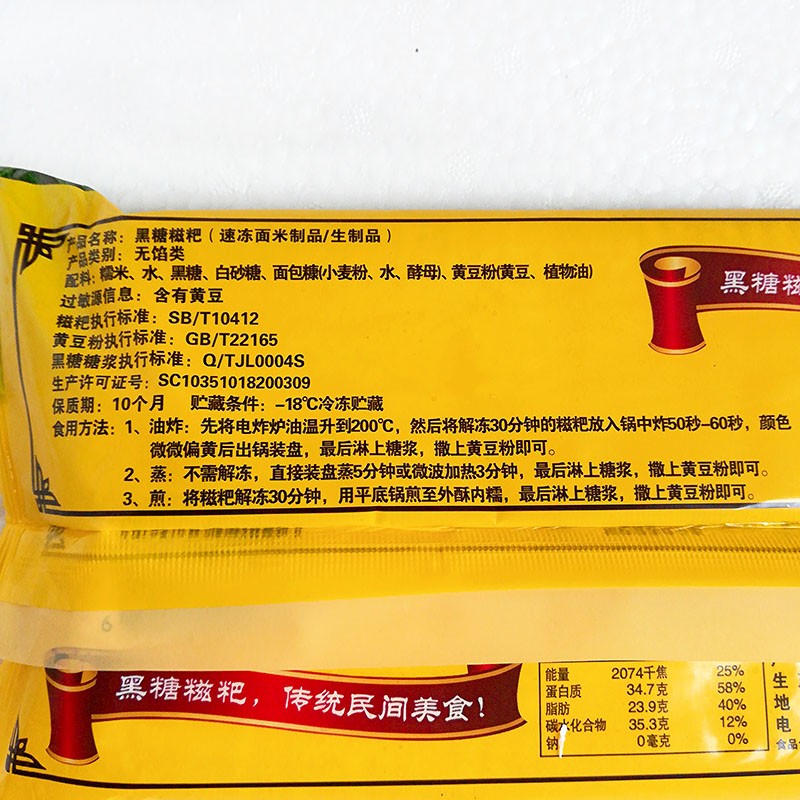 产品名称：黑糖糍粑（速冻面米制品/生制品）
产品类别：无馅类
配料：糯米、水、黑糖、白砂糖、面包糠(小麦粉、水、酵母)、黄豆粉(黄豆、植物油)
过敏源信息：含有黄豆
糍粑执行标准：SB/T10412
黄豆粉执行标准：GB/T22165
黑糖糖浆执行标准：Q/TJL0004S
生产许可证号：SC10351018200309
保质期：10个月 贮藏条件：-18℃冷冻贮藏
食用方法：1、油炸：先将电炸炉油温升到200℃，然后将解冻30分钟的糍粑放入锅中炸50秒-60秒，颜色
微微偏黄后出锅装盘，最后淋上糖浆，撒上黄豆粉即可。
2、蒸：不需解冻，直接装盘蒸5分钟或微波加热3分钟，最后淋上糖浆，撒上黄豆粉即可。
3、煎：将糍粑解冻30分钟，用平底锅煎至外酥内糯，最后淋上糖浆，撒上黄豆粉即可。
黑糖糍
6
黑糖糍粑，传统民间美食！
能量 2074千焦 25%
蛋白质 34.7克 58%
脂肪 23.9克 40%
碳水化合物 35.3克 12%
钠 0毫克 0%
生
地
电
食品